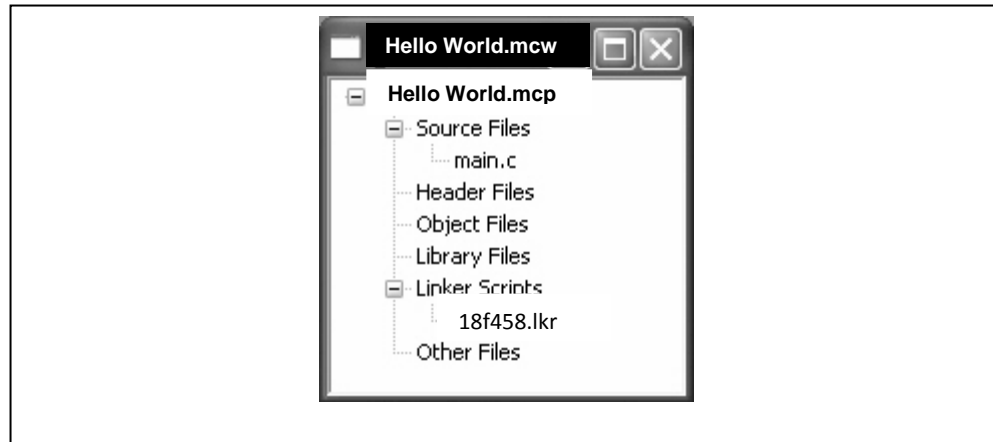 Hello World.mcw
Hello World.mcp
Source Files
main.c
Header Files
Object Files
Library Files
Linker Scripts
18f458.lkr
Other Files